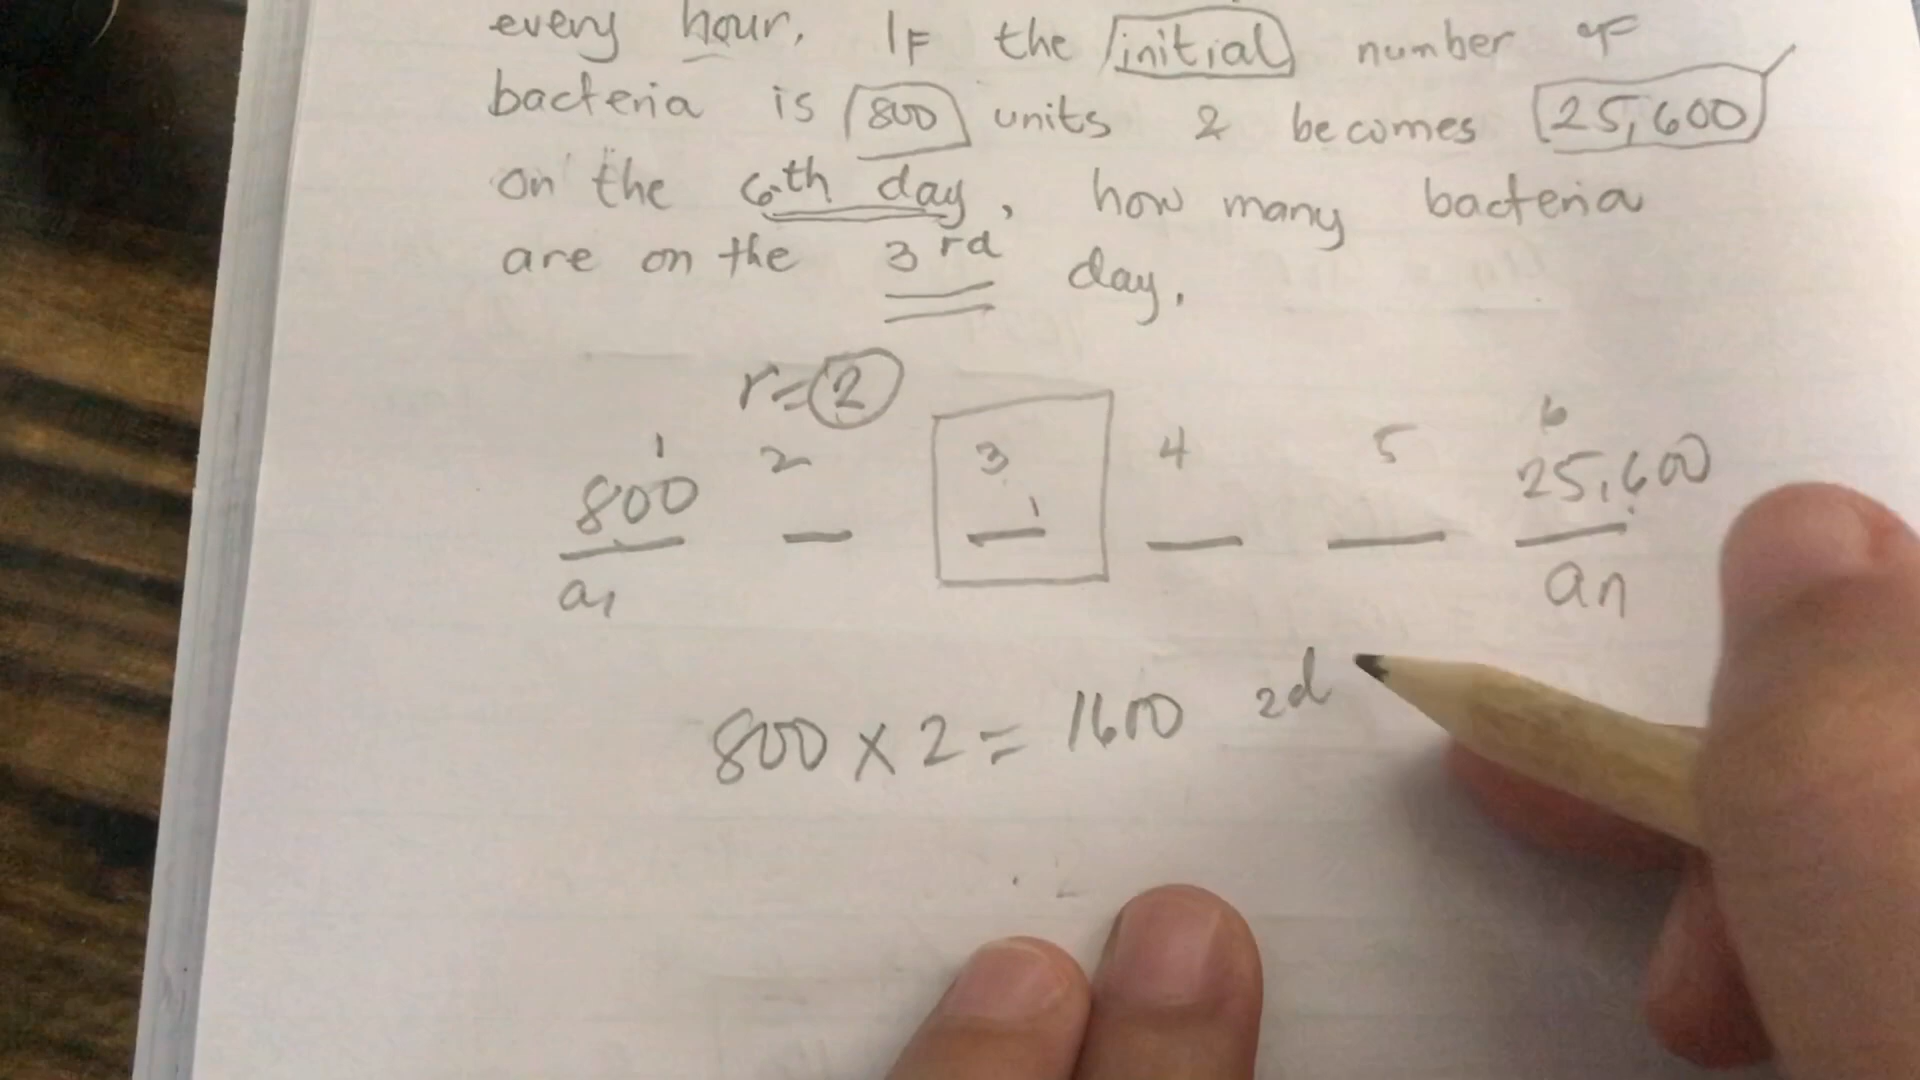 every hour. IF the initial number of
bacteria is 800 units & becomes 25,600
on the 6th day, how many bacteria
are on the 3rd day.
r=2
1 2 3 4 5 6
800 25,600
a1 an
800 x 2 = 1600 2d